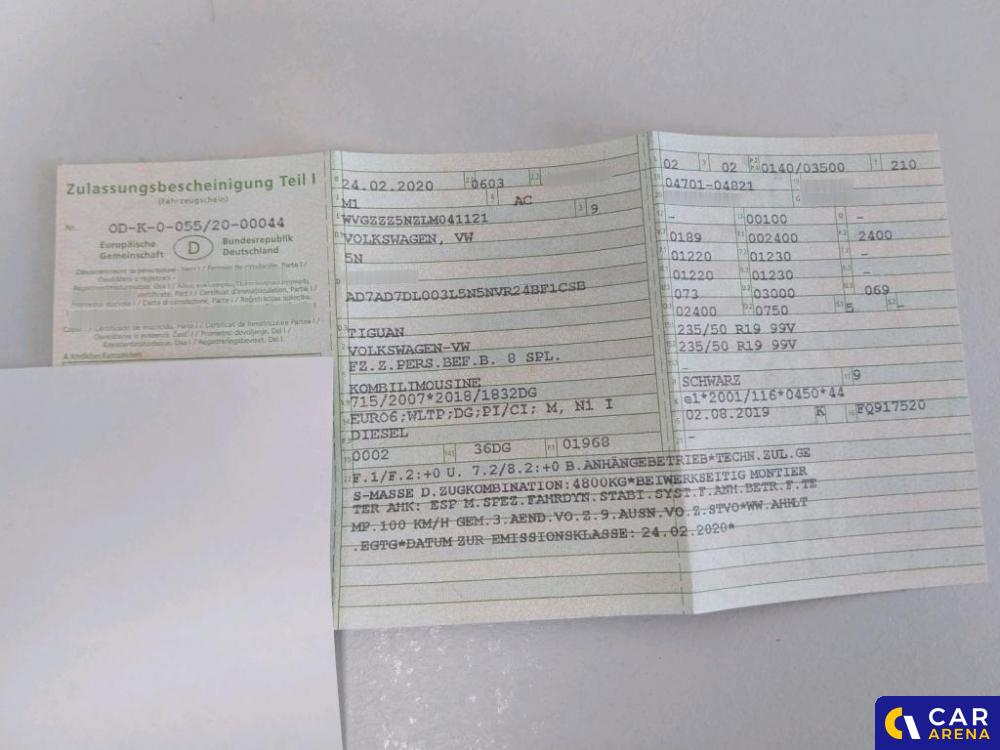 Zulassungsbescheinigung Teil I
(Fahrzeugschein)
Nr. OD-K-0-055/20-00044
Europäische Gemeinschaft
D
Bundesrepublik Deutschland
24.02.2020 0603
M1 AC
WVGZZZ5NZLM041121 9
VOLKSWAGEN, VW
5N
AD7AD7DL003L5N5NVR24BF1CSB
TIGUAN
VOLKSWAGEN-VW
FZ.Z.PERS.BEF.B. 8 SPL.
KOMBILIMOUSINE
715/2007*2018/1832DG
EURO6;WLTP;DG;PI/CI; M, N1 I
DIESEL
0002 36DG 01968
02 02 0140/03500 210
04701-04821
- 00100 -
0189 002400 2400
01220 01230 -
01220 01230 -
073 03000 069
02400 0750 5 -
235/50 R19 99V
235/50 R19 99V
-
SCHWARZ 9
e1*2001/116*0450*44
02.08.2019 K FQ917520
-
F.1/F.2:+0 U. 7.2/8.2:+0 B.ANHÄNGEBETRIEB*TECHN.ZUL.GE
S-MASSE D.ZUGKOMBINATION:4800KG*BEIWERKSEITIG MONTIER
TER AHK: ESP M.SPEZ.FAHRDYN.STABI.SYST.F.ANH.BETR.F.TE
MP.100 KM/H GEM.3.AEND.VO.Z.9.AUSN.VO.Z.STVO*WW.AHKLT
.EGTG*DATUM ZUR EMISSIONSKLASSE: 24.02.2020*
CAR
ARENA